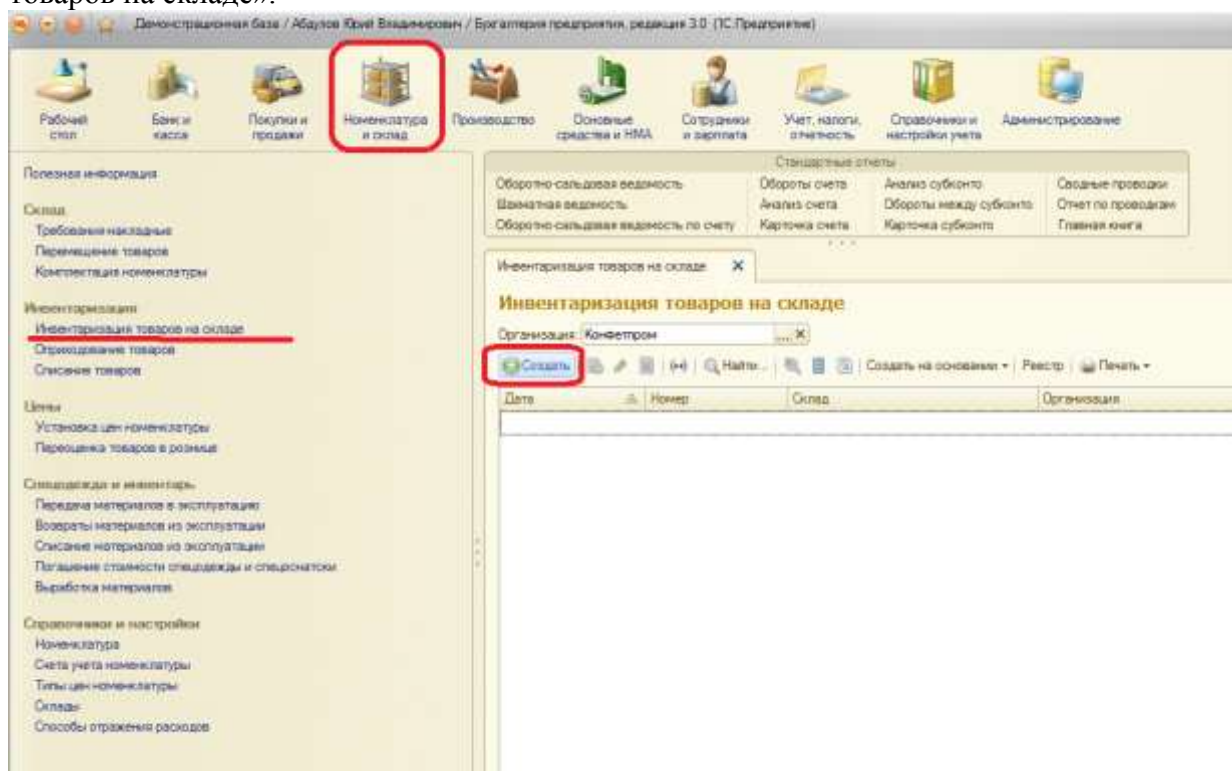 товаров на складе».
Демонстрационная база / Абаулов Юрий Владимирович / Бухгалтерия предприятия, редакция 3.0 (1С:Предприятие)
Рабочий стол
Банк и касса
Покупки и продажи
Номенклатура и склад
Производство
Основные средства и НМА
Сотрудники и зарплата
Учет, налоги, отчетность
Справочники и настройки учета
Администрирование
Полезная информация
Склад
Требования-накладные
Перемещение товаров
Комплектация номенклатуры
Инвентаризация
Инвентаризация товаров на складе
Оприходование товаров
Списание товаров
Цены
Установка цен номенклатуры
Переоценка товаров в рознице
Спецодежда и инвентарь
Передача материалов в эксплуатацию
Возвраты материалов из эксплуатации
Списание материалов из эксплуатации
Погашение стоимости спецодежды и спецоснастки
Выработка материалов
Справочники и настройки
Номенклатура
Счета учета номенклатуры
Типы цен номенклатуры
Склады
Способы отражения расходов
Стандартные отчеты
Оборотно-сальдовая ведомость Обороты счета Анализ субконто Сводные проводки
Шахматная ведомость Анализ счета Обороты между субконто Отчет по проводкам
Оборотно-сальдовая ведомость по счету Карточка счета Карточка субконто Главная книга
Инвентаризация товаров на складе
Инвентаризация товаров на складе
Организация: Конфетпром ... X
Создать Найти... Создать на основании Реестр Печать
Дата Номер Склад Организация